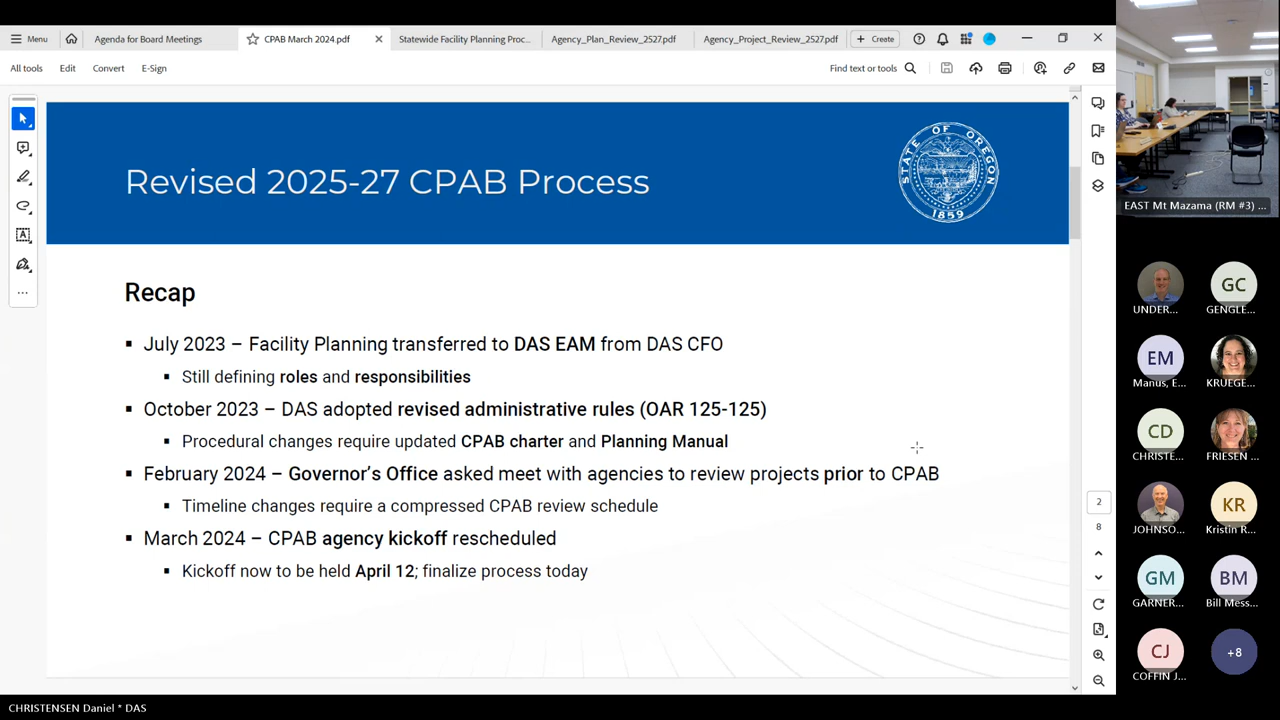 Menu
Agenda for Board Meetings
CPAB March 2024.pdf
Statewide Facility Planning Proc...
Agency_Plan_Review_2527.pdf
Agency_Project_Review_2527.pdf
Create
All tools
Edit
Convert
E-Sign
Find text or tools
Revised 2025-27 CPAB Process
STATE OF OREGON
1859
Recap
▪ July 2023 – Facility Planning transferred to DAS EAM from DAS CFO
▪ Still defining roles and responsibilities
▪ October 2023 – DAS adopted revised administrative rules (OAR 125-125)
▪ Procedural changes require updated CPAB charter and Planning Manual
▪ February 2024 – Governor's Office asked meet with agencies to review projects prior to CPAB
▪ Timeline changes require a compressed CPAB review schedule
▪ March 2024 – CPAB agency kickoff rescheduled
▪ Kickoff now to be held April 12; finalize process today
2
8
EAST Mt Mazama (RM #3) ...
UNDER...
GC
GENGLE...
EM
Manus, E...
KRUEGE...
CD
CHRISTE...
FRIESEN ...
JOHNSO...
KR
Kristin R...
GM
GARNER...
BM
Bill Mess...
CJ
COFFIN J...
+8
CHRISTENSEN Daniel * DAS